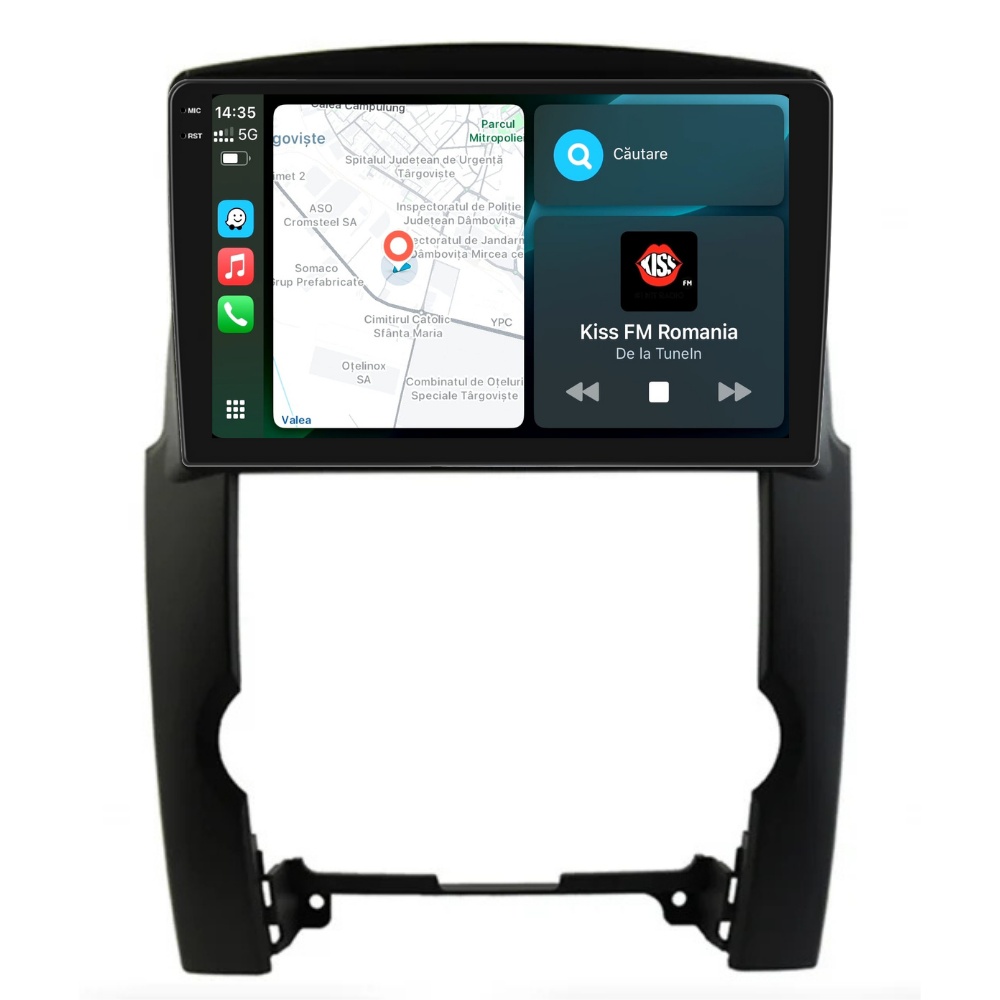 MIC
RST
14:35
5G
Calea Câmpulung
goviște
Parcul
Mitropoliei
Spitalul Județean de Urgență
Târgoviște
imet 2
ASO
Cromsteel SA
Inspectoratul de Poliție
Județean Dâmbovița
ectoratul de Jandarm
Dâmbovița Mircea ce
Somaco
Grup Prefabricate
Cimitirul Catolic
Sfânta Maria
YPC
Oțelinox
SA
Combinatul de Oțeluri
Speciale Târgoviște
Valea
Căutare
KISS
FM
Kiss FM Romania
De la TuneIn